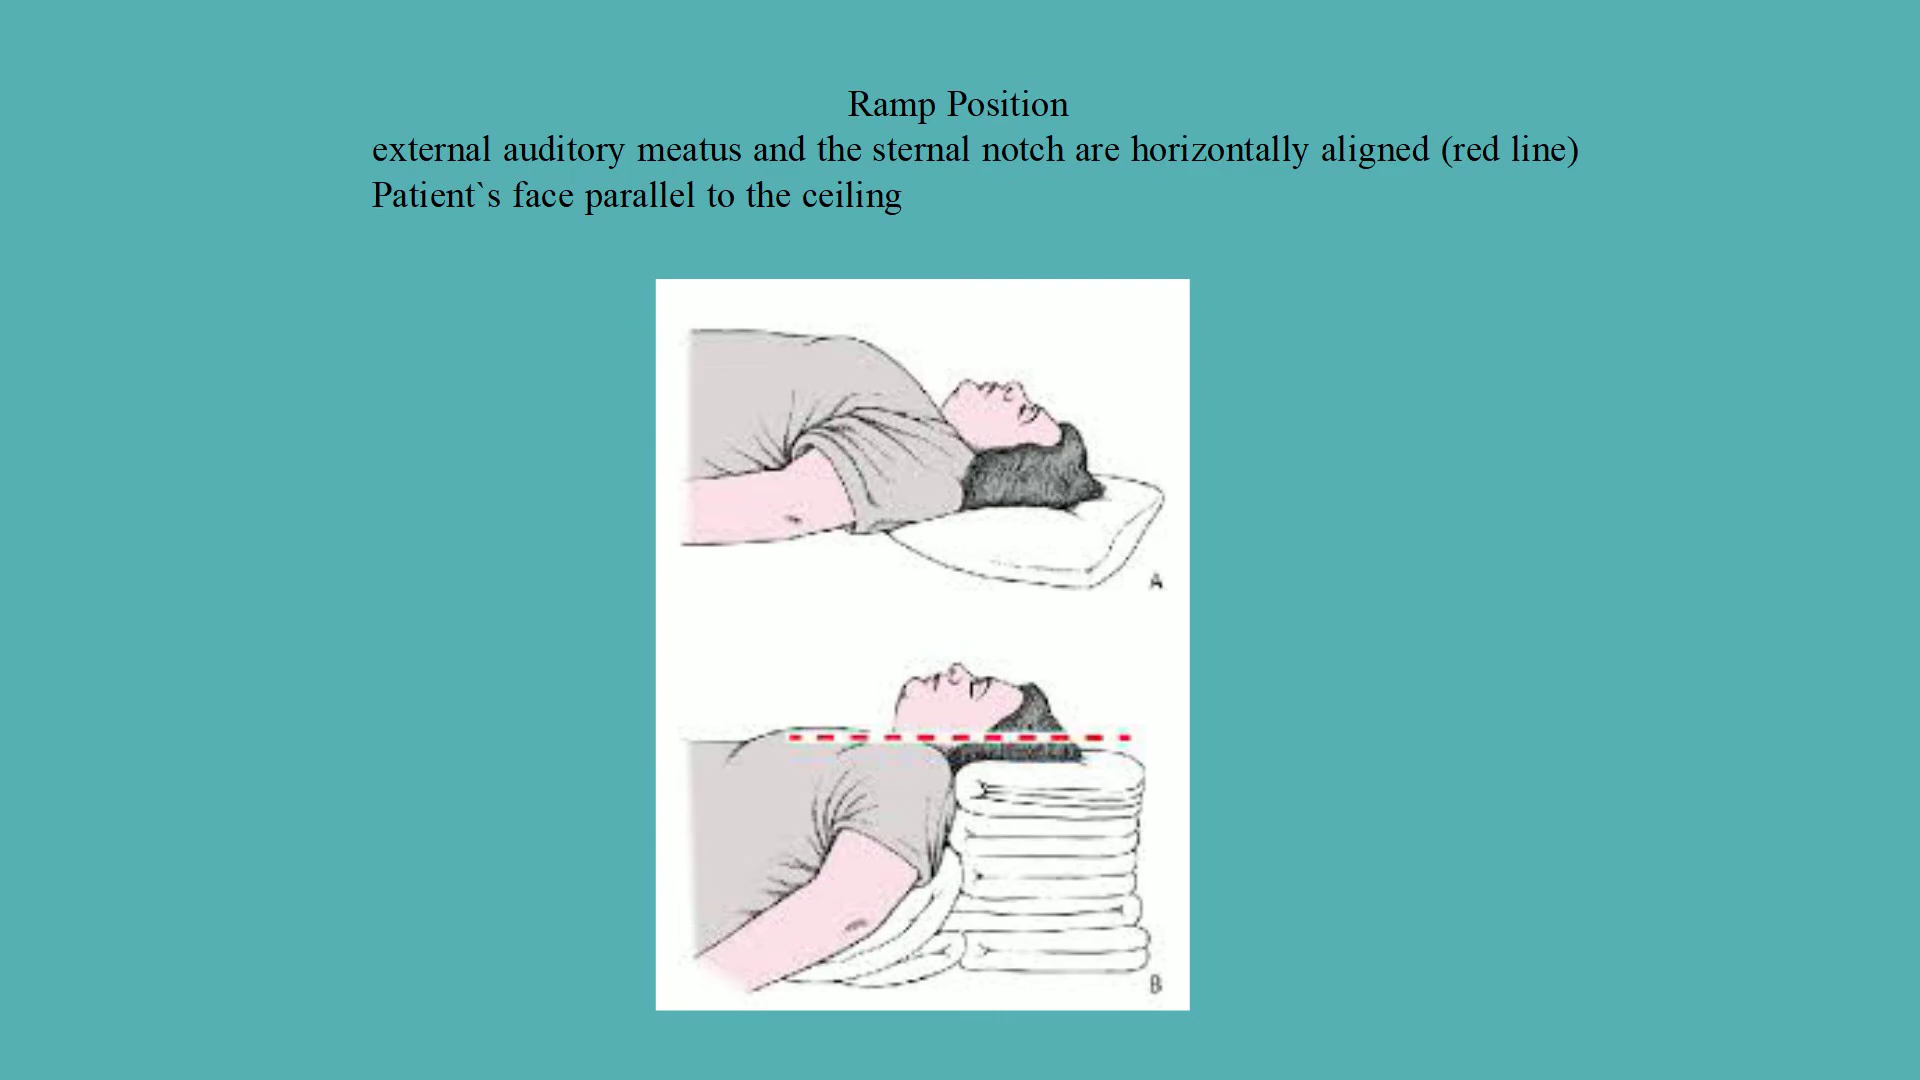 Ramp Position
external auditory meatus and the sternal notch are horizontally aligned (red line)
Patient`s face parallel to the ceiling
A
B